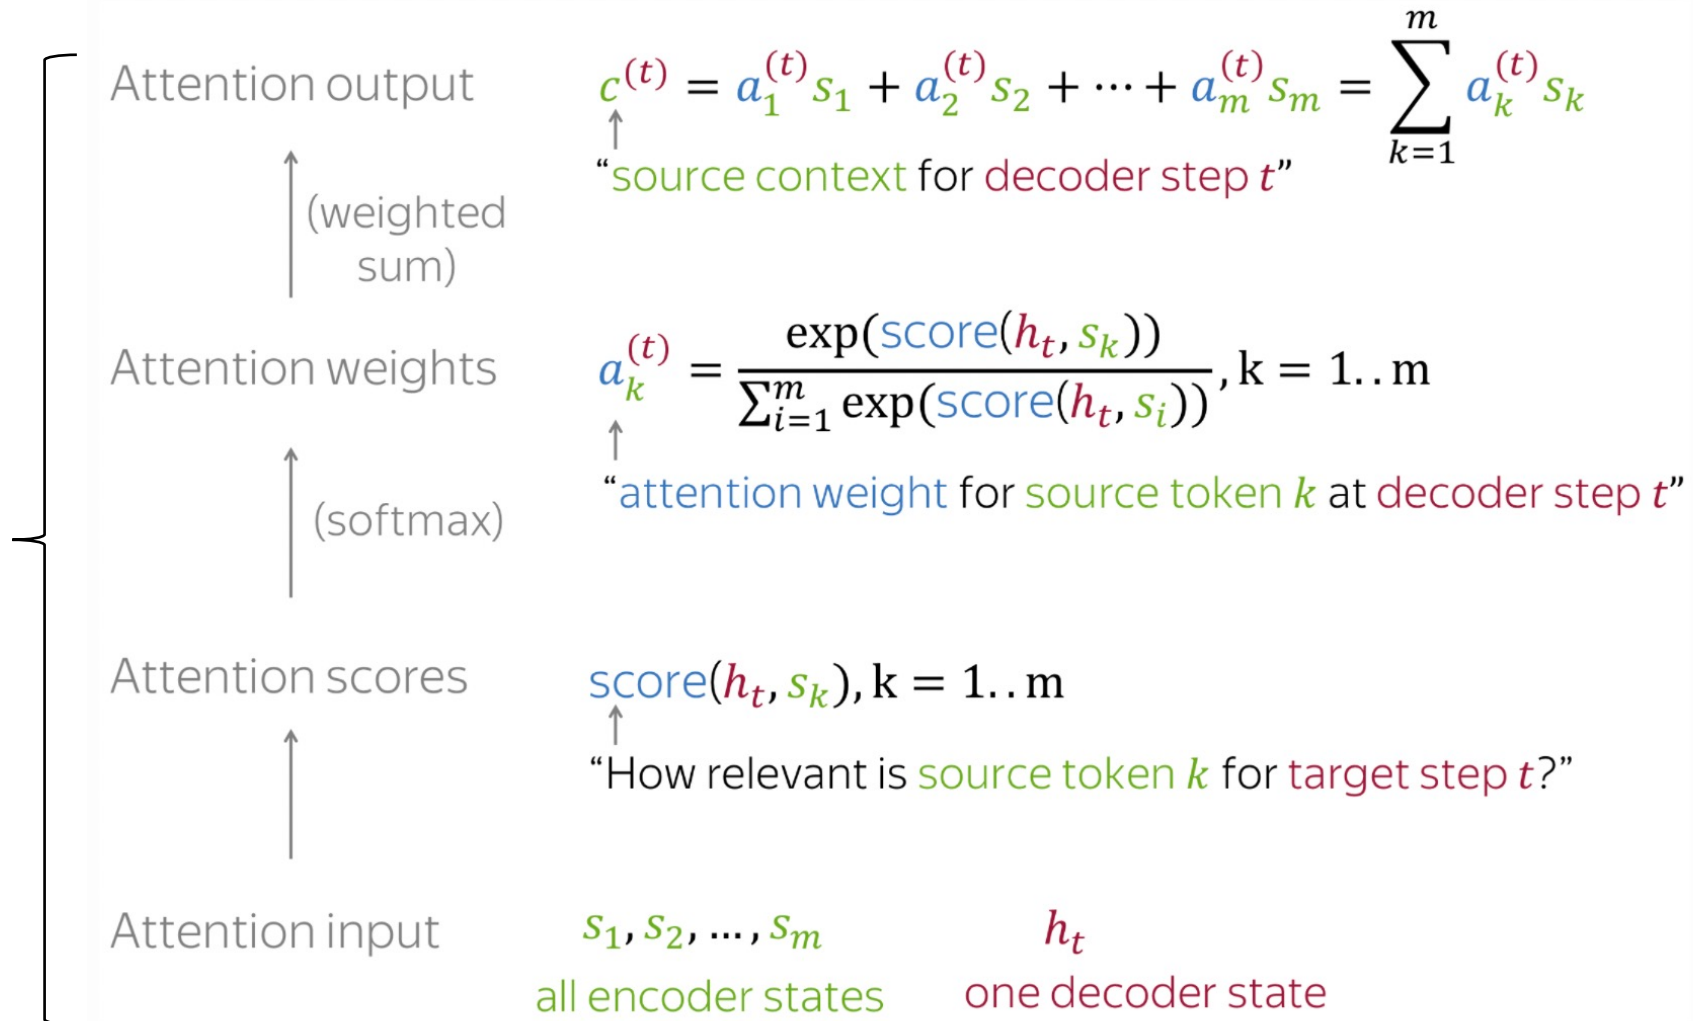 Attention output c^(t) = a_1^(t) s_1 + a_2^(t) s_2 + ⋯ + a_m^(t) s_m = ∑_{k=1}^{m} a_k^(t) s_k
“source context for decoder step t”
(weighted
sum)
Attention weights a_k^(t) = exp(score(h_t, s_k)) / ∑_{i=1}^{m} exp(score(h_t, s_i)), k = 1..m
“attention weight for source token k at decoder step t”
(softmax)
Attention scores score(h_t, s_k), k = 1..m
“How relevant is source token k for target step t?”
Attention input s_1, s_2, …, s_m h_t
all encoder states one decoder state